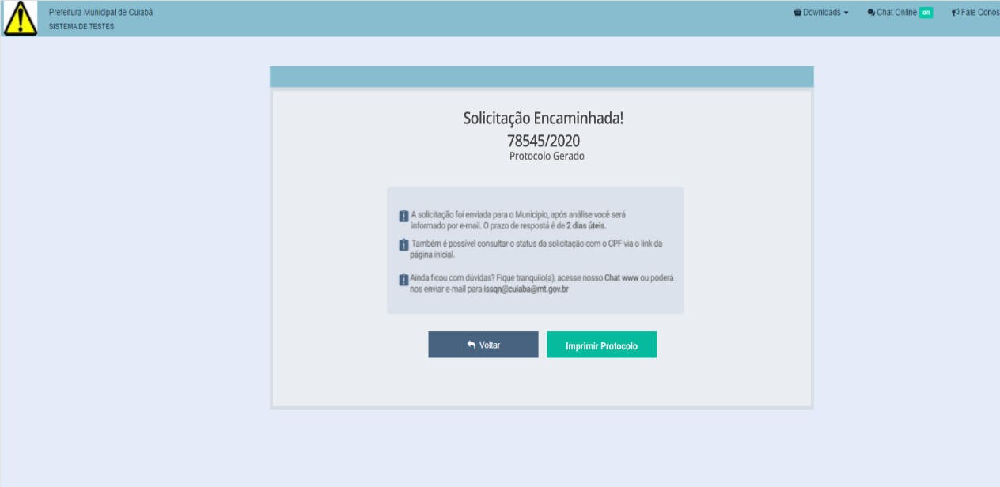 Prefeitura Municipal de Cuiabá
SISTEMA DE TESTES
Downloads
Chat Online on
Fale Conos
Solicitação Encaminhada!
78545/2020
Protocolo Gerado
A solicitação foi enviada para o Municipio, após análise você será
informado por e-mail. O prazo de respostá é de 2 dias úteis.
Também é possível consultar o status da solicitação com o CPF via o link da
página inicial.
Ainda ficou com dúvidas? Fique tranquilo(a), acesse nosso Chat www ou poderá
nos enviar e-mail para issqn@cuiaba@mt.gov.br
Voltar
Imprimir Protocolo